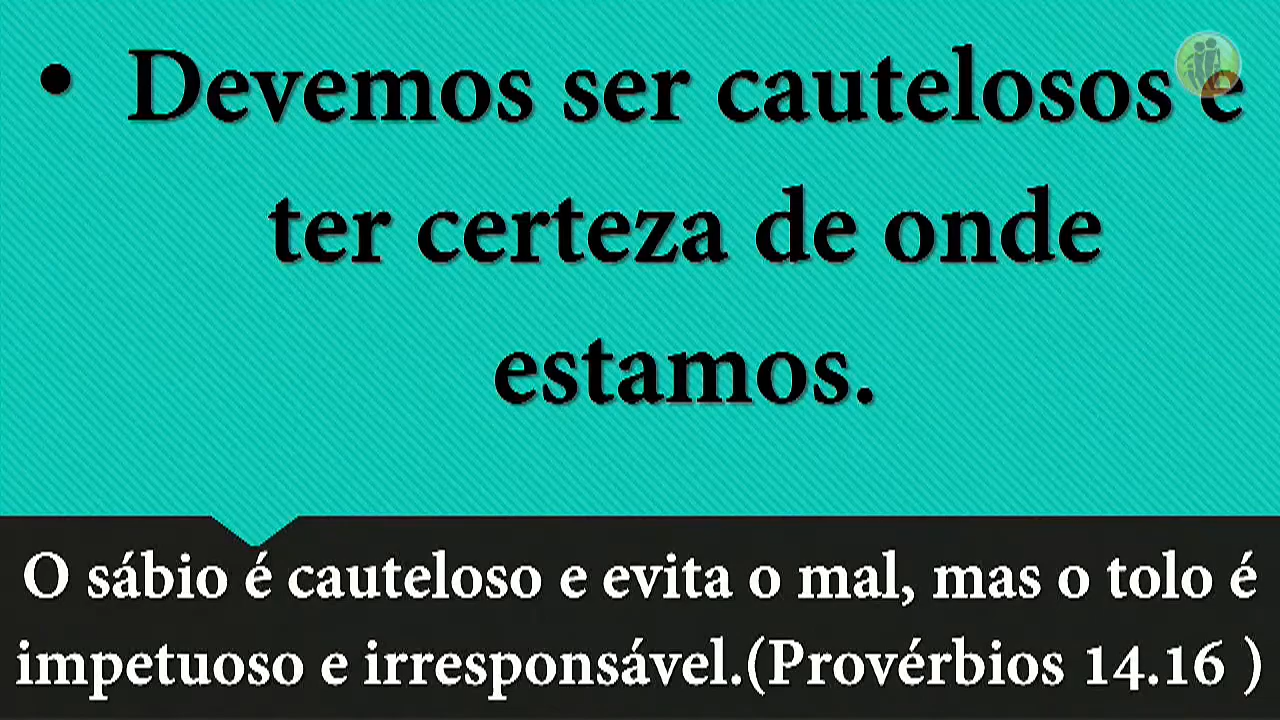 • Devemos ser cautelosos e
ter certeza de onde
estamos.
O sábio é cauteloso e evita o mal, mas o tolo é
impetuoso e irresponsável.(Provérbios 14.16 )